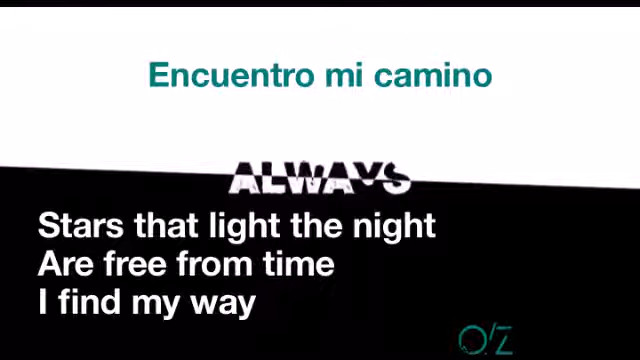 Encuentro mi camino
ALWAYS
Stars that light the night
Are free from time
I find my way
O/Z